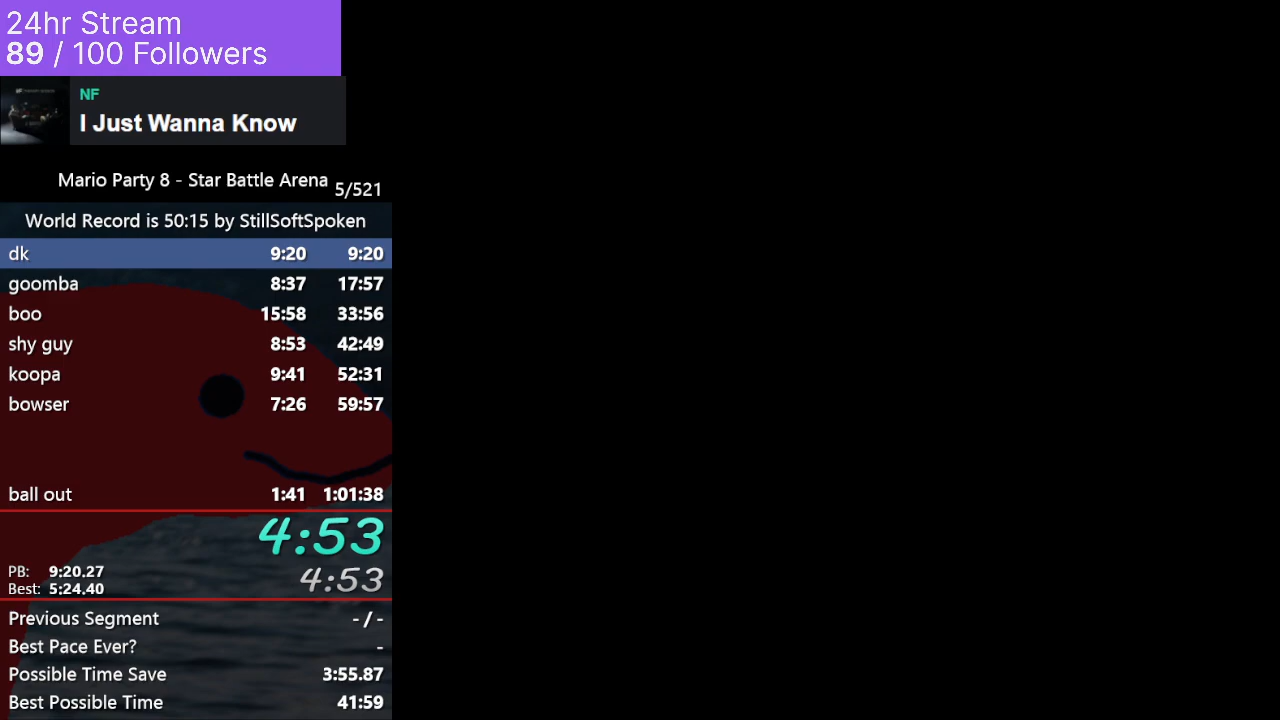 24hr Stream
89 / 100 Followers
NF
I Just Wanna Know
Mario Party 8 - Star Battle Arena 5/521
World Record is 50:15 by StillSoftSpoken
dk 9:20 9:20
goomba 8:37 17:57
boo 15:58 33:56
shy guy 8:53 42:49
koopa 9:41 52:31
bowser 7:26 59:57
ball out 1:41 1:01:38
4:53
PB: 9:20.27
Best: 5:24.40
4:53
Previous Segment - / -
Best Pace Ever? -
Possible Time Save 3:55.87
Best Possible Time 41:59